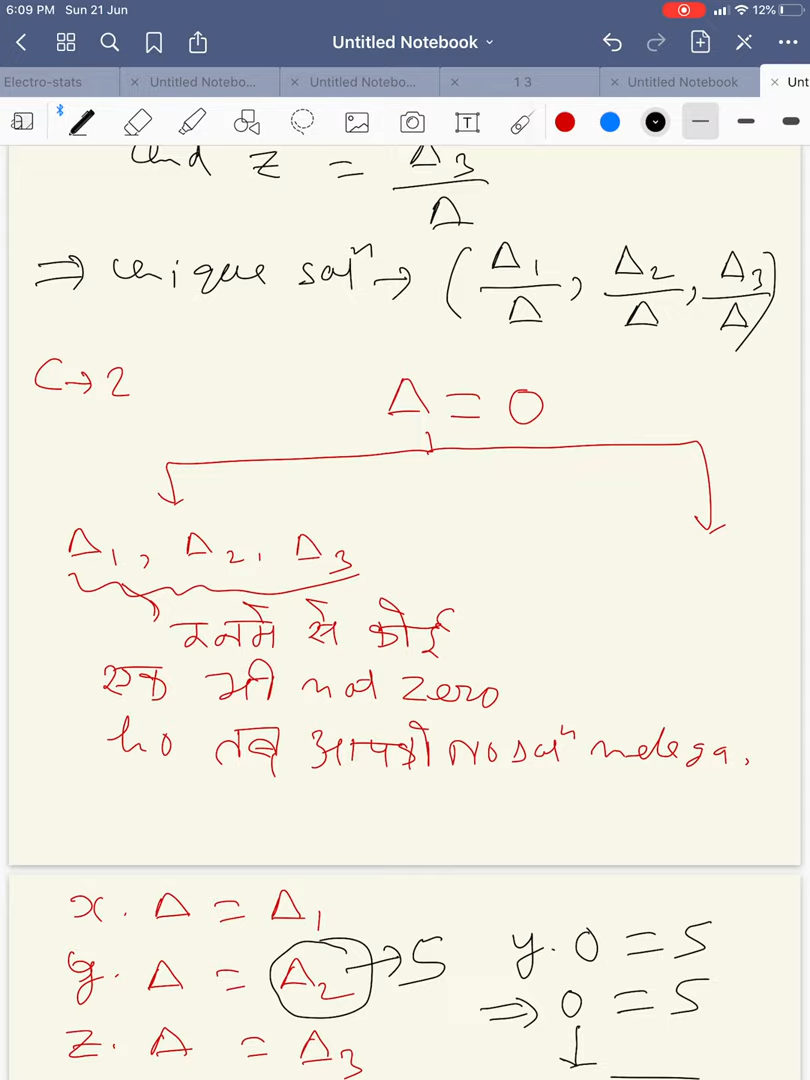 6:09 PM Sun 21 Jun 12%
Untitled Notebook
Electro-stats Untitled Notebo... Untitled Notebo... 1 3 Untitled Notebook Unt
and z = Δ3/Δ
⇒ unique solⁿ → (Δ1/Δ, Δ2/Δ, Δ3/Δ)
C→2
Δ = 0
Δ1, Δ2, Δ3
इनमे से कोई
एक भी not zero
ho तब आपको No solⁿ melega.
x. Δ = Δ1
y. Δ = Δ2 → 5 y. 0 = 5
⇒ 0 = 5
z. Δ = Δ3